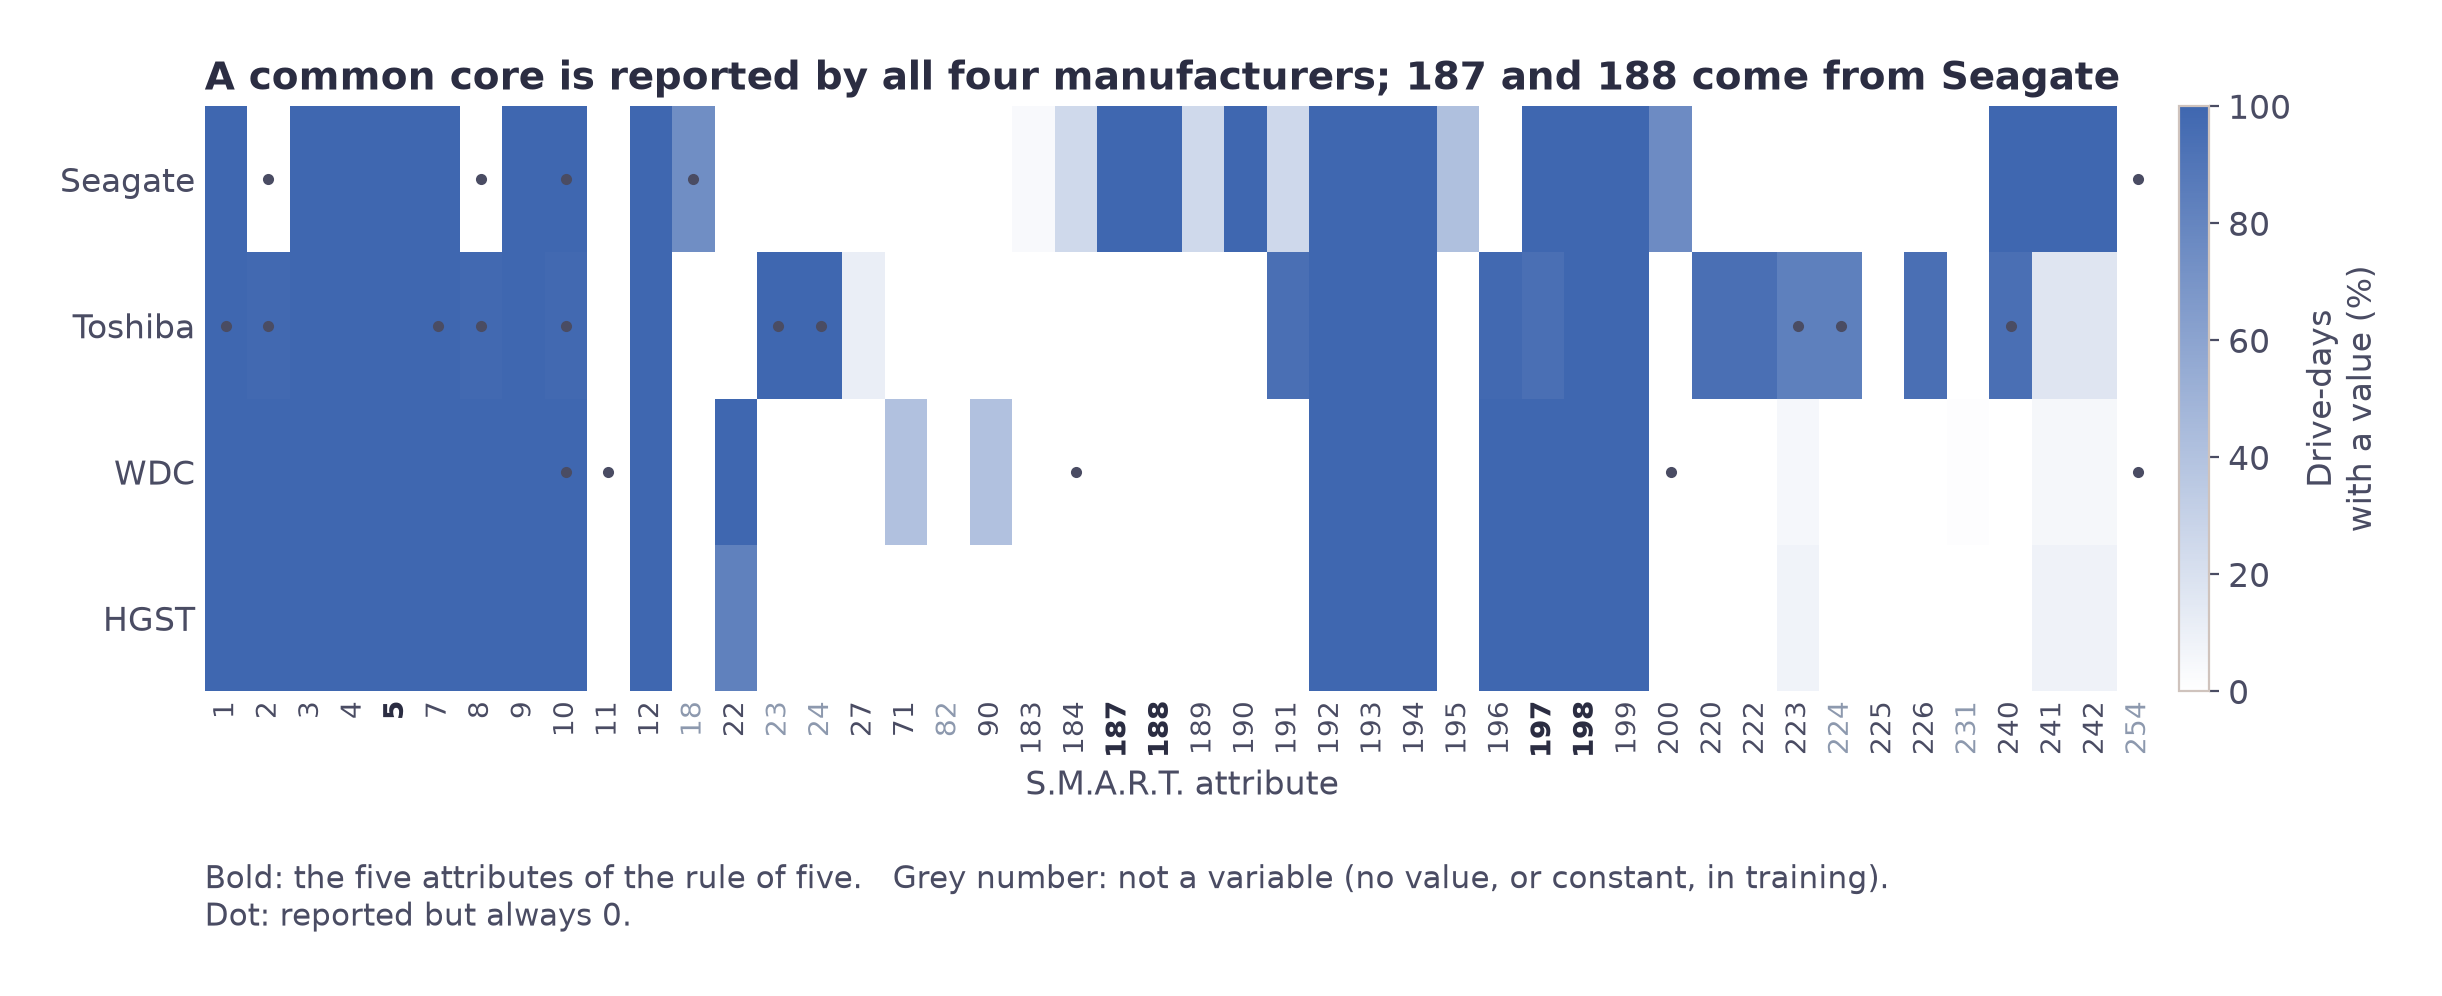 A common core is reported by all four manufacturers; 187 and 188 come from Seagate
Seagate
Toshiba
WDC
HGST
1 2 3 4 5 7 8 9 10 11 12 18 22 23 24 27 71 82 90 183 184 187 188 189 190 191 192 193 194 195 196 197 198 199 200 220 222 223 224 225 226 231 240 241 242 254
S.M.A.R.T. attribute
100
80
60
40
20
0
Drive-days
with a value (%)
Bold: the five attributes of the rule of five. Grey number: not a variable (no value, or constant, in training).
Dot: reported but always 0.